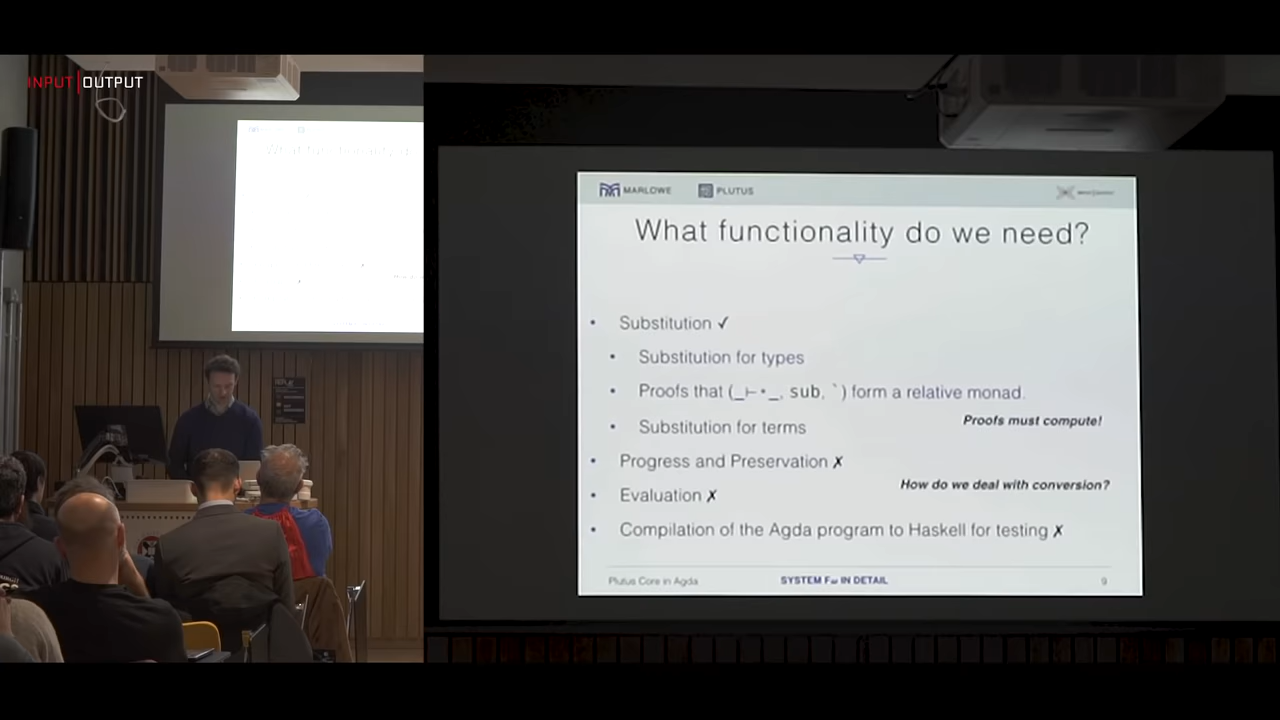 INPUT|OUTPUT
MARLOWE PLUTUS
What functionality do we need?
• Substitution ✓
• Substitution for types
• Proofs that (_⊢⋆_, sub, `) form a relative monad.
Proofs must compute!
• Substitution for terms
• Progress and Preservation ✗
How do we deal with conversion?
• Evaluation ✗
• Compilation of the Agda program to Haskell for testing ✗
Plutus Core in Agda SYSTEM Fω IN DETAIL 9